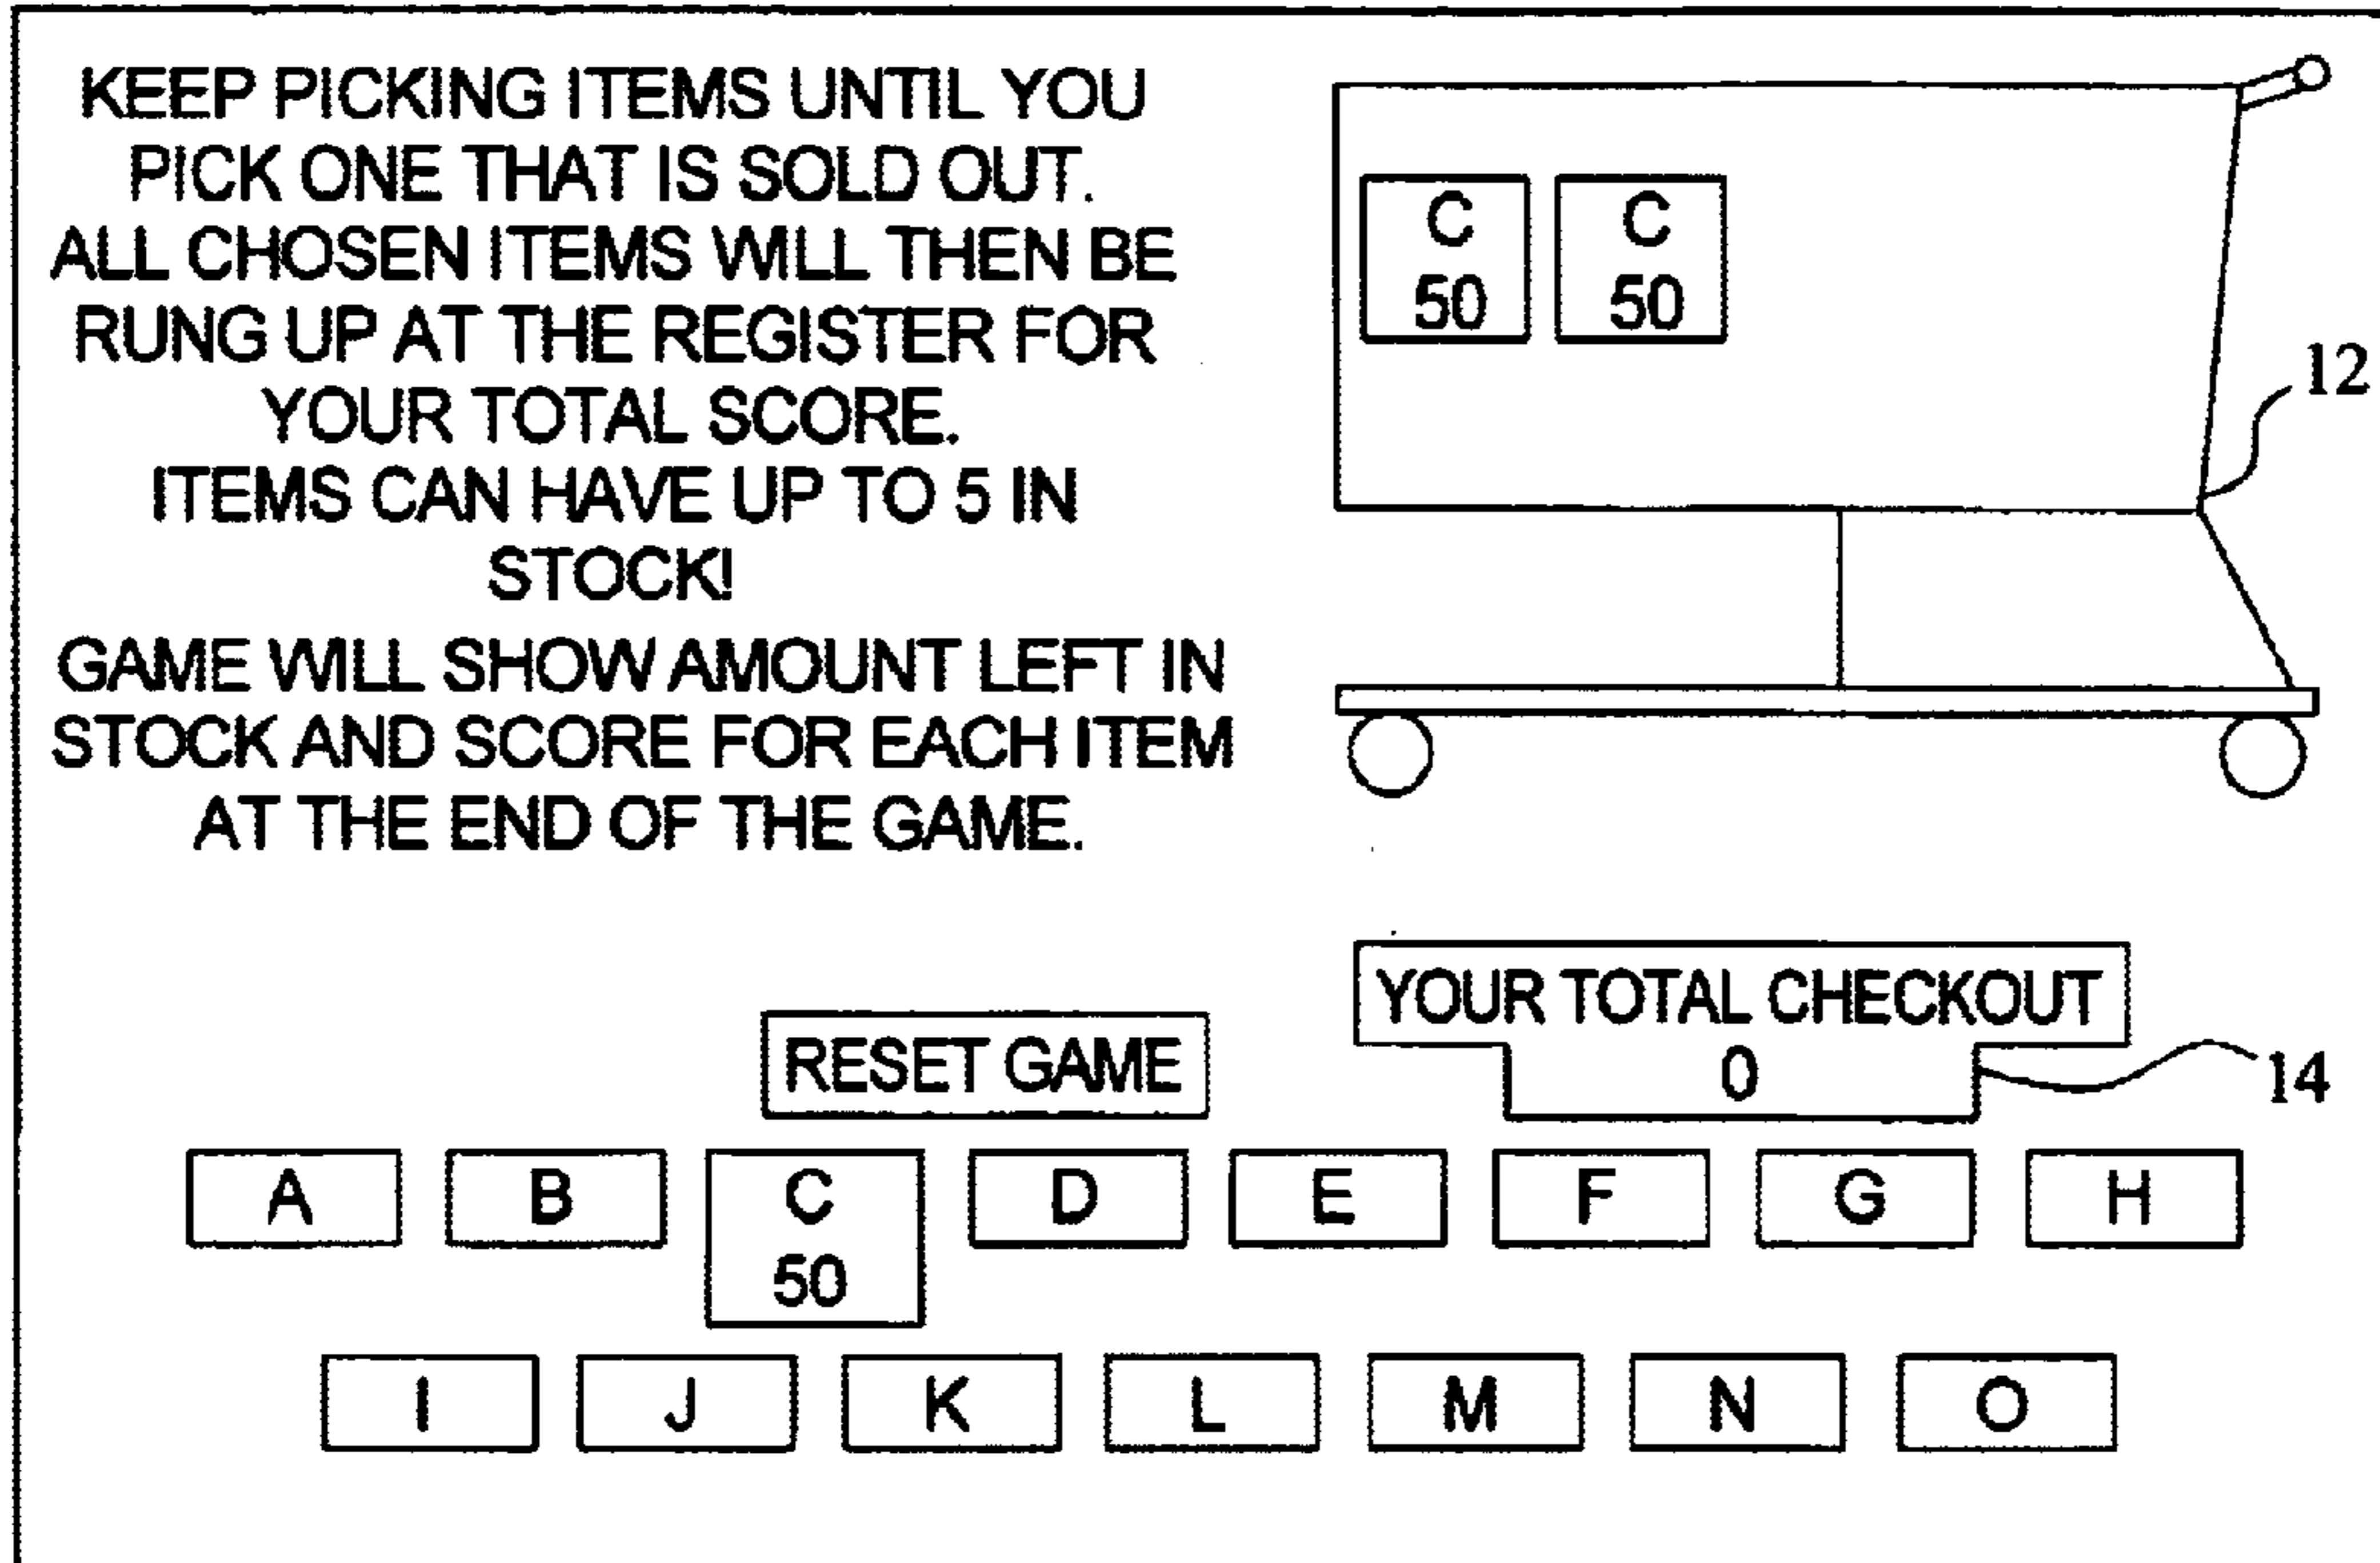 KEEP PICKING ITEMS UNTIL YOU
PICK ONE THAT IS SOLD OUT.
ALL CHOSEN ITEMS WILL THEN BE
RUNG UP AT THE REGISTER FOR
YOUR TOTAL SCORE.
ITEMS CAN HAVE UP TO 5 IN
STOCK!
GAME WILL SHOW AMOUNT LEFT IN
STOCK AND SCORE FOR EACH ITEM
AT THE END OF THE GAME.
C C
50 50
12
YOUR TOTAL CHECKOUT
0
14
RESET GAME
A B C D E F G H
50
I J K L M N O